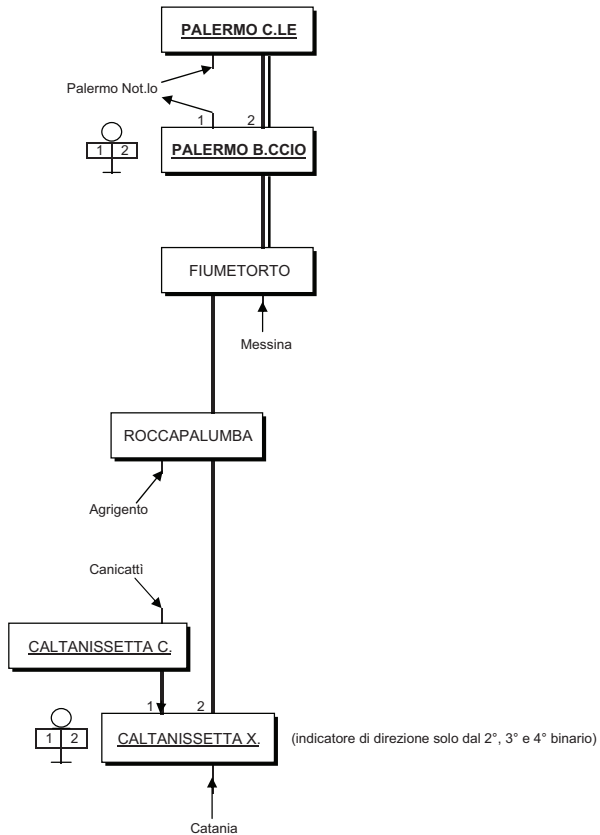 PALERMO C.LE
Palermo Not.lo
1 2
1 2
PALERMO B.CCIO
FIUMETORTO
Messina
ROCCAPALUMBA
Agrigento
Canicattì
CALTANISSETTA C.
1 2
1 2
CALTANISSETTA X.
(indicatore di direzione solo dal 2°, 3° e 4° binario)
Catania